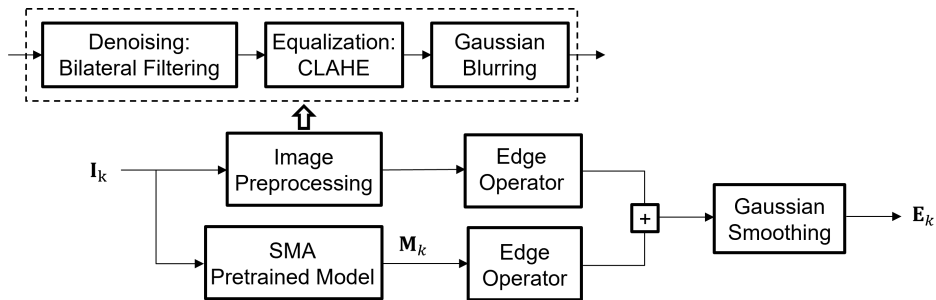 Denoising:
Bilateral Filtering
Equalization:
CLAHE
Gaussian
Blurring
I_k
Image
Preprocessing
Edge
Operator
+
Gaussian
Smoothing
E_k
SMA
Pretrained Model
M_k
Edge
Operator